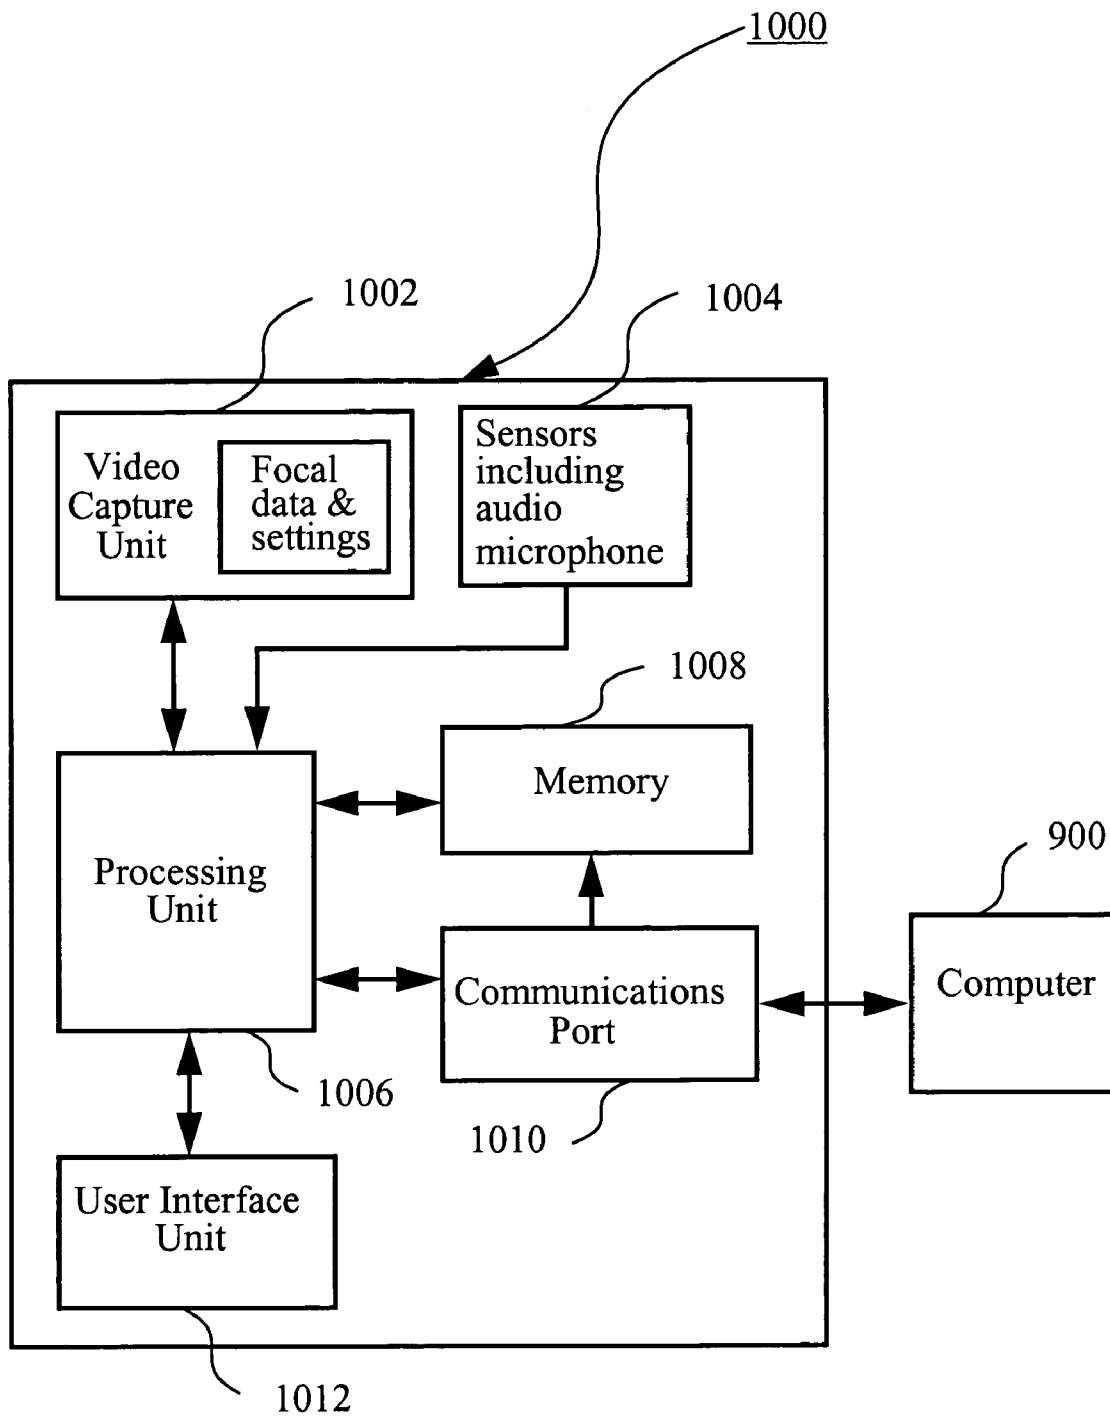 1000
1002
1004
Video
Capture
Unit
Focal
data &
settings
Sensors
including
audio
microphone
1008
Memory
Processing
Unit
900
Computer
Communications
Port
1006
1010
User Interface
Unit
1012